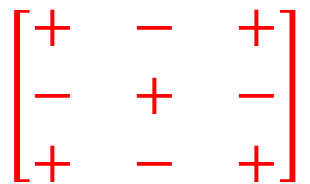 + − +
− + −
+ − +